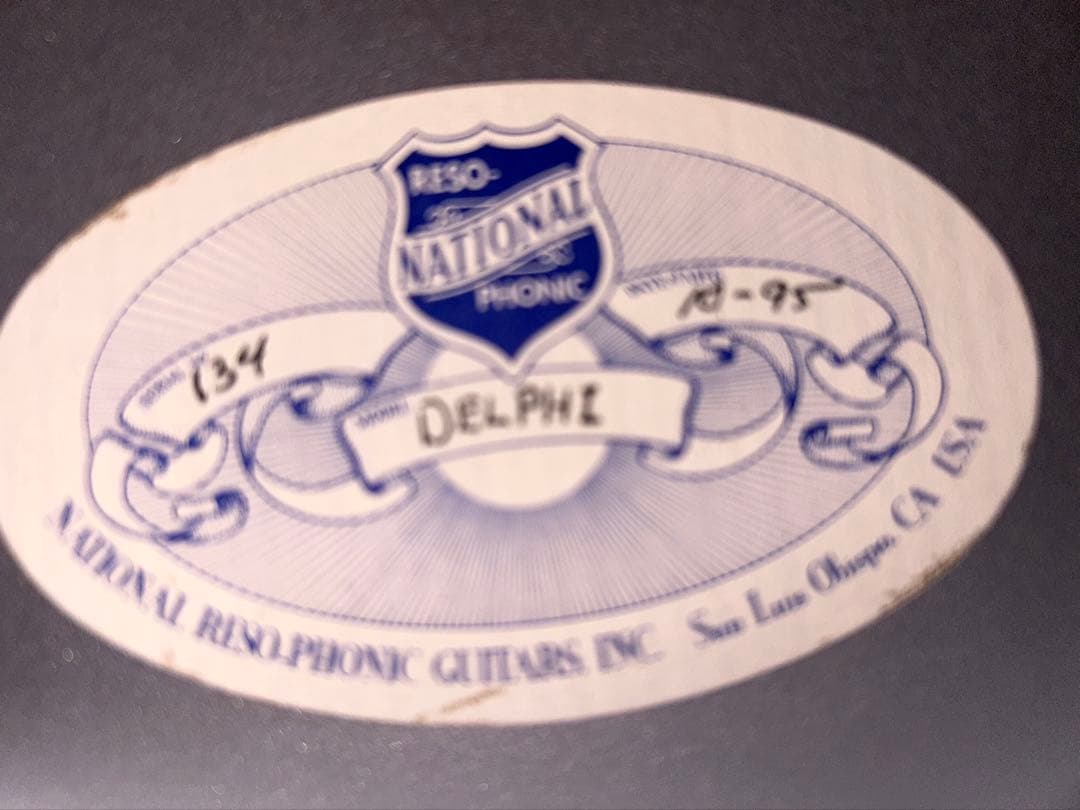 RESO-
NATIONAL
PHONIC
134
10-95
DELPHI
NATIONAL RESO-PHONIC GUITARS, INC. San Luis Obispo, CA USA